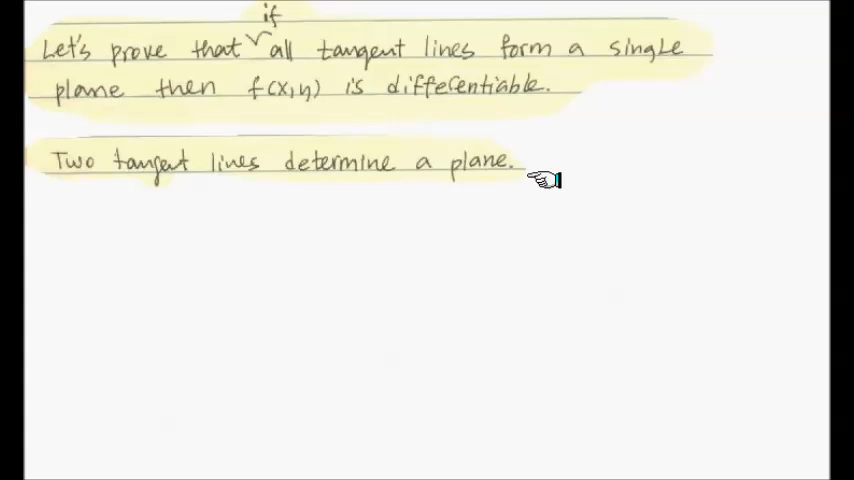 if
Let's prove that √ all tangent lines form a single
plane then f(x,y) is differentiable.
Two tangent lines determine a plane.